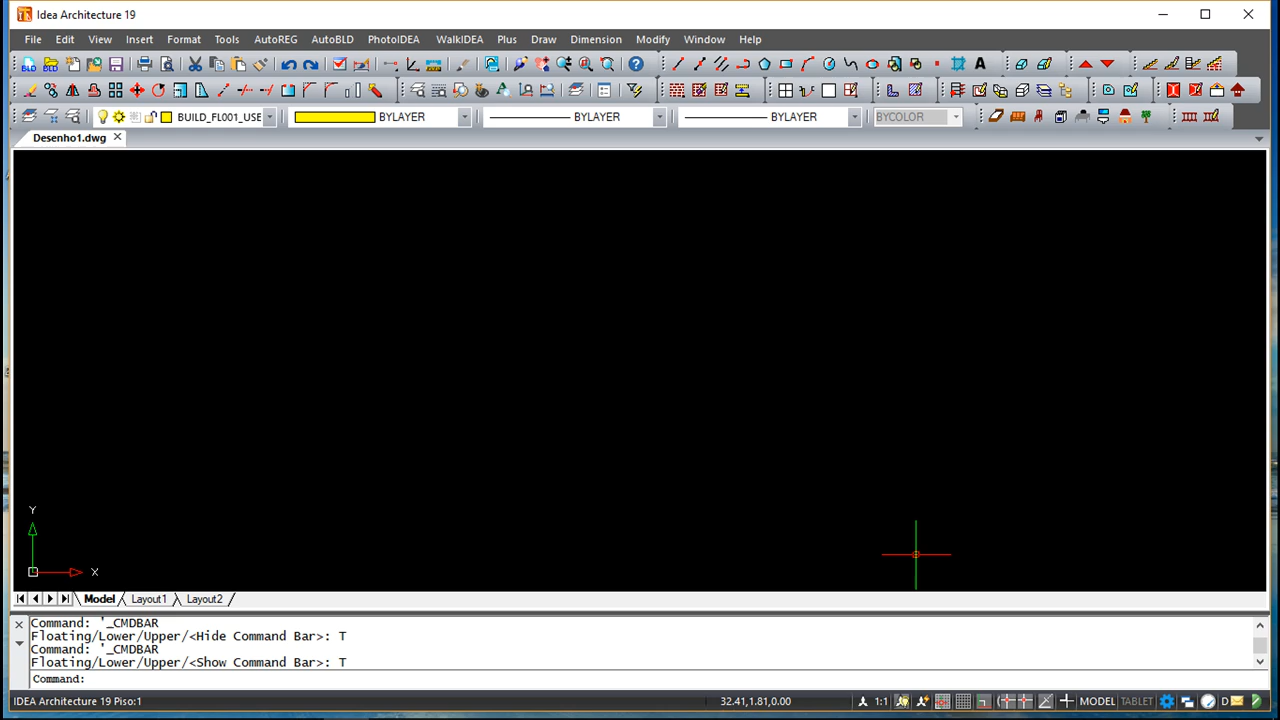 Idea Architecture 19
File Edit View Insert Format Tools AutoREG AutoBLD PhotoIDEA WalkIDEA Plus Draw Dimension Modify Window Help
BUILD_FL001_USE BYLAYER BYLAYER BYLAYER BYCOLOR
Desenho1.dwg
Y
X
Model Layout1 Layout2
Command: '_CMDBAR
Floating/Lower/Upper/<Hide Command Bar>: T
Command: '_CMDBAR
Floating/Lower/Upper/<Show Command Bar>: T
Command:
IDEA Architecture 19 Piso:1 32.41,1.81,0.00 1:1 MODEL TABLET D